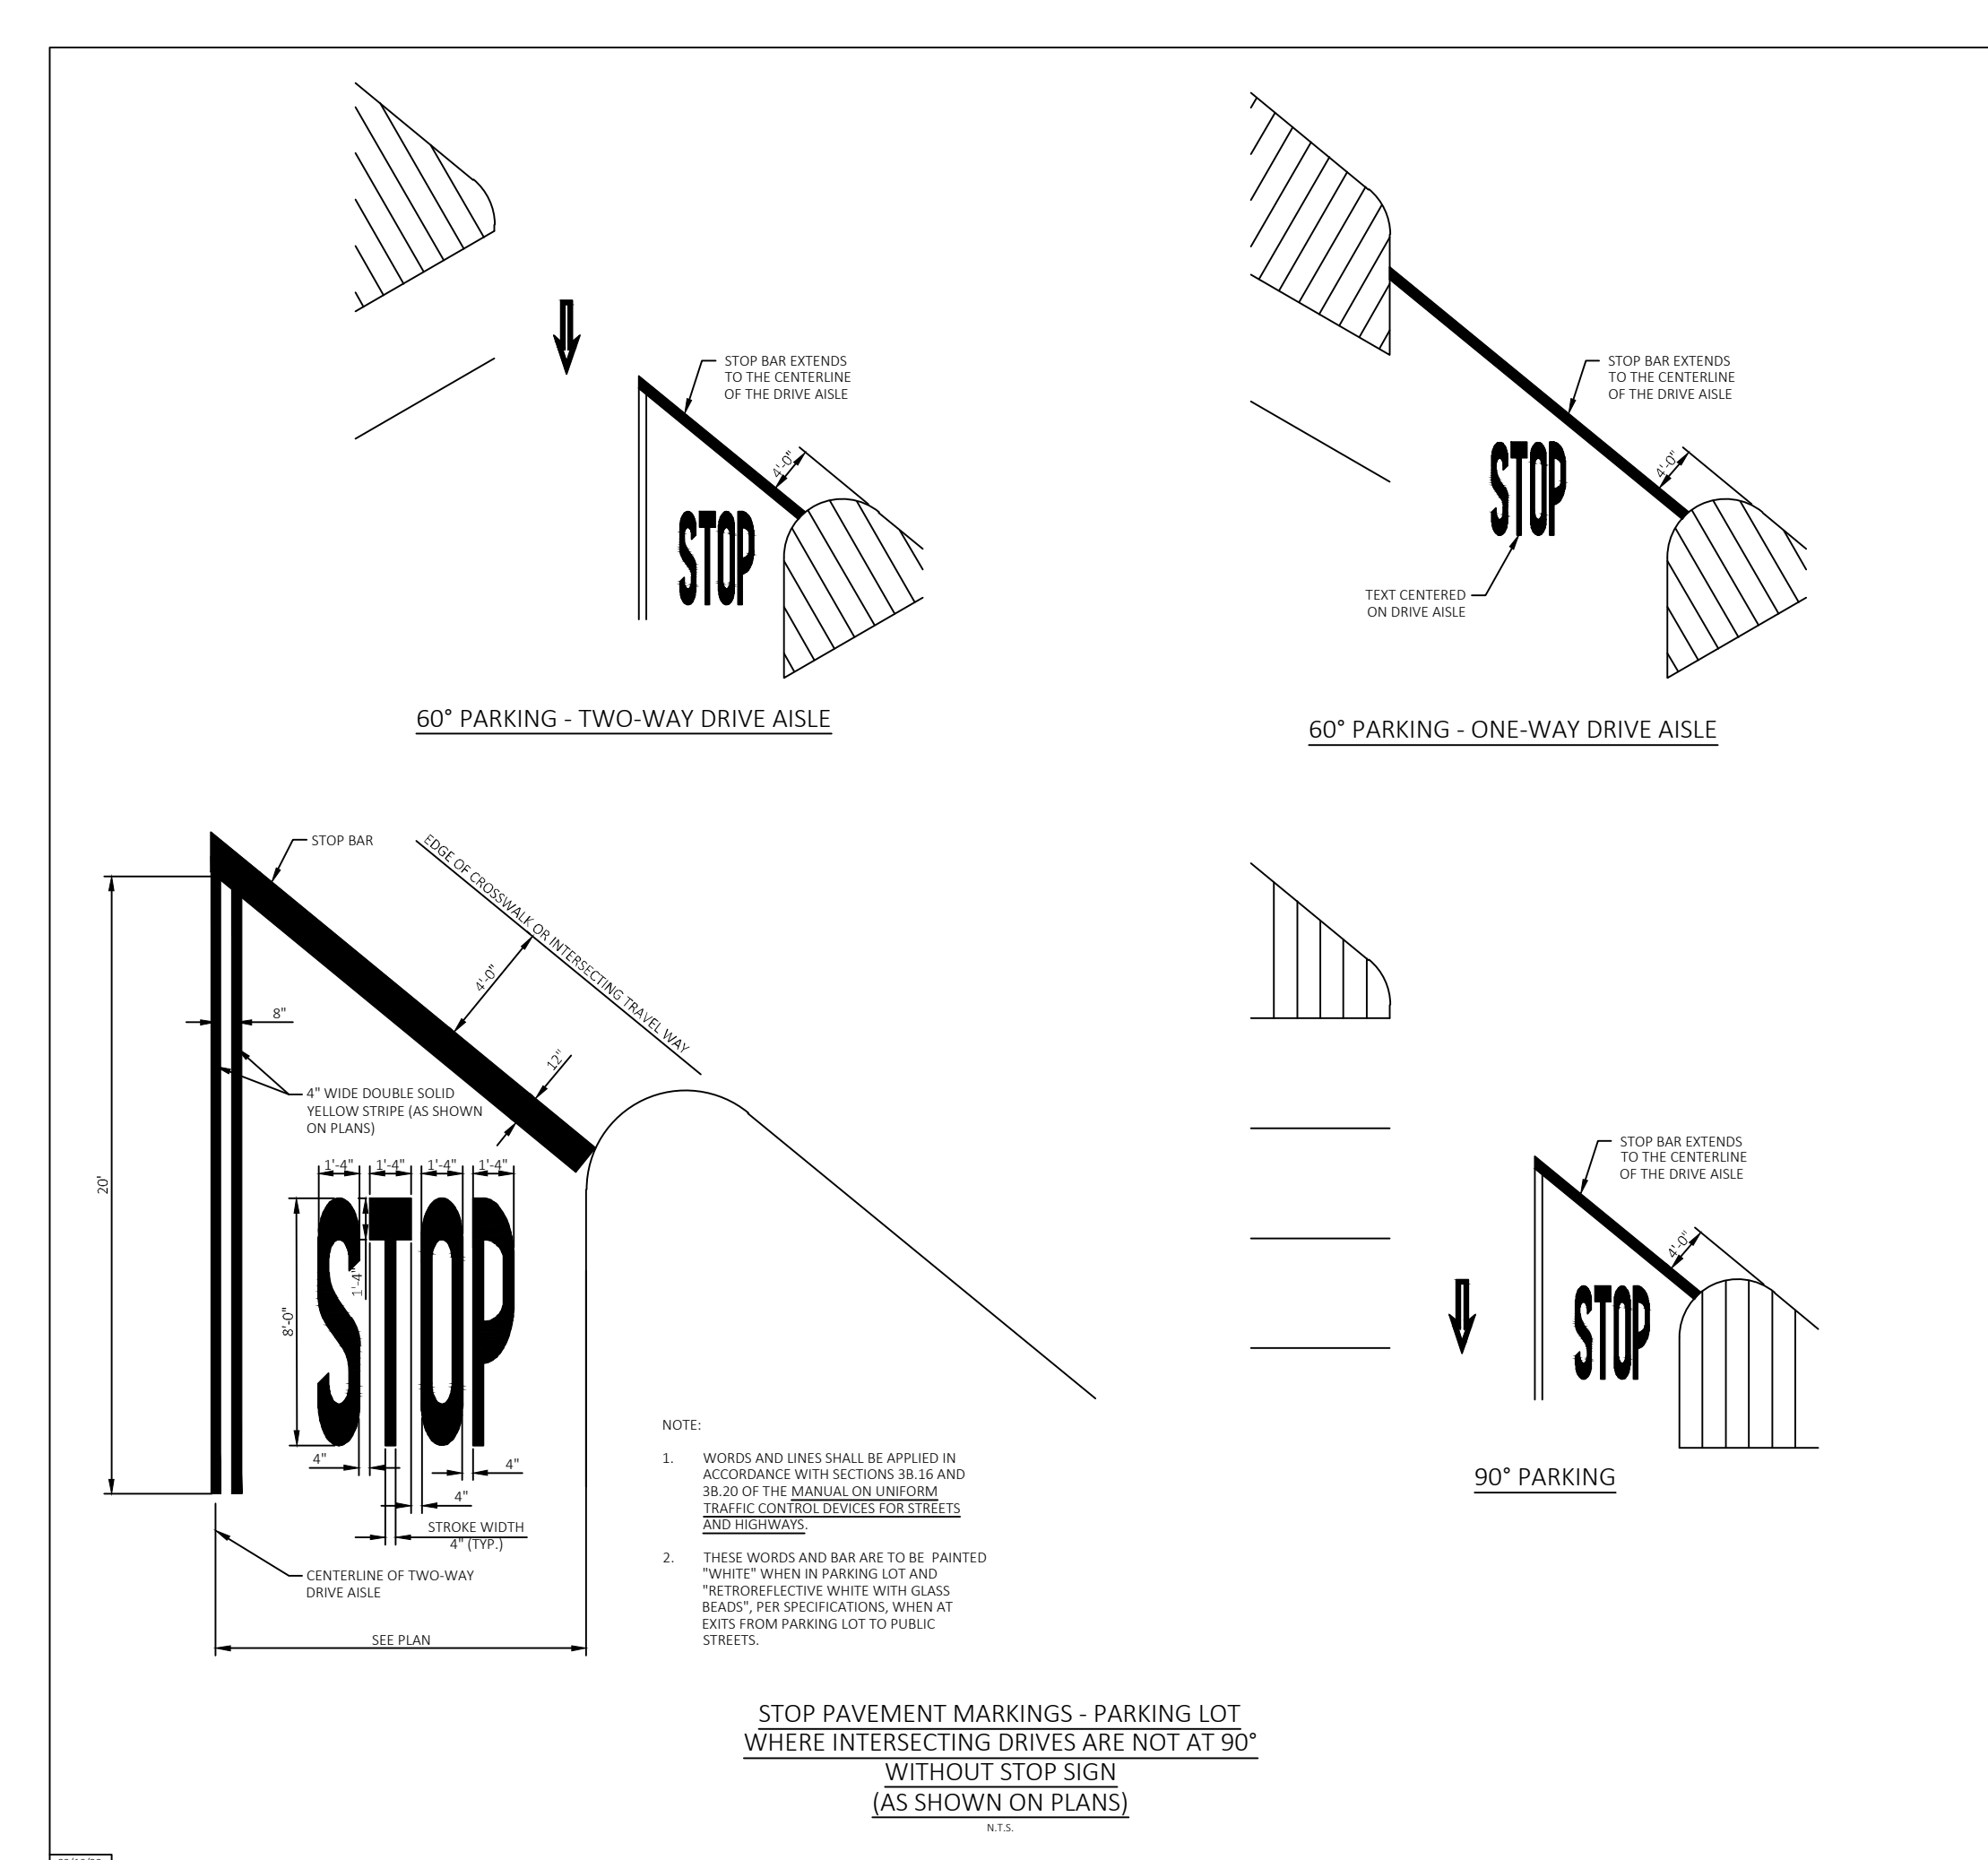 STOP BAR EXTENDS
TO THE CENTERLINE
OF THE DRIVE AISLE
4'-0"
STOP
60° PARKING - TWO-WAY DRIVE AISLE
STOP BAR EXTENDS
TO THE CENTERLINE
OF THE DRIVE AISLE
4'-0"
STOP
TEXT CENTERED
ON DRIVE AISLE
60° PARKING - ONE-WAY DRIVE AISLE
STOP BAR
EDGE OF CROSSWALK OR INTERSECTING TRAVEL WAY
4'-0"
8"
12"
4" WIDE DOUBLE SOLID
YELLOW STRIPE (AS SHOWN
ON PLANS)
20'
1'-4" 1'-4" 1'-4" 1'-4"
1'-4"
8'-0"
STOP
4"
4"
4"
STROKE WIDTH
4" (TYP.)
CENTERLINE OF TWO-WAY
DRIVE AISLE
SEE PLAN
NOTE:
1. WORDS AND LINES SHALL BE APPLIED IN
ACCORDANCE WITH SECTIONS 3B.16 AND
3B.20 OF THE MANUAL ON UNIFORM
TRAFFIC CONTROL DEVICES FOR STREETS
AND HIGHWAYS.
2. THESE WORDS AND BAR ARE TO BE PAINTED
"WHITE" WHEN IN PARKING LOT AND
"RETROREFLECTIVE WHITE WITH GLASS
BEADS", PER SPECIFICATIONS, WHEN AT
EXITS FROM PARKING LOT TO PUBLIC
STREETS.
STOP BAR EXTENDS
TO THE CENTERLINE
OF THE DRIVE AISLE
4'-0"
STOP
90° PARKING
STOP PAVEMENT MARKINGS - PARKING LOT
WHERE INTERSECTING DRIVES ARE NOT AT 90°
WITHOUT STOP SIGN
(AS SHOWN ON PLANS)
N.T.S.